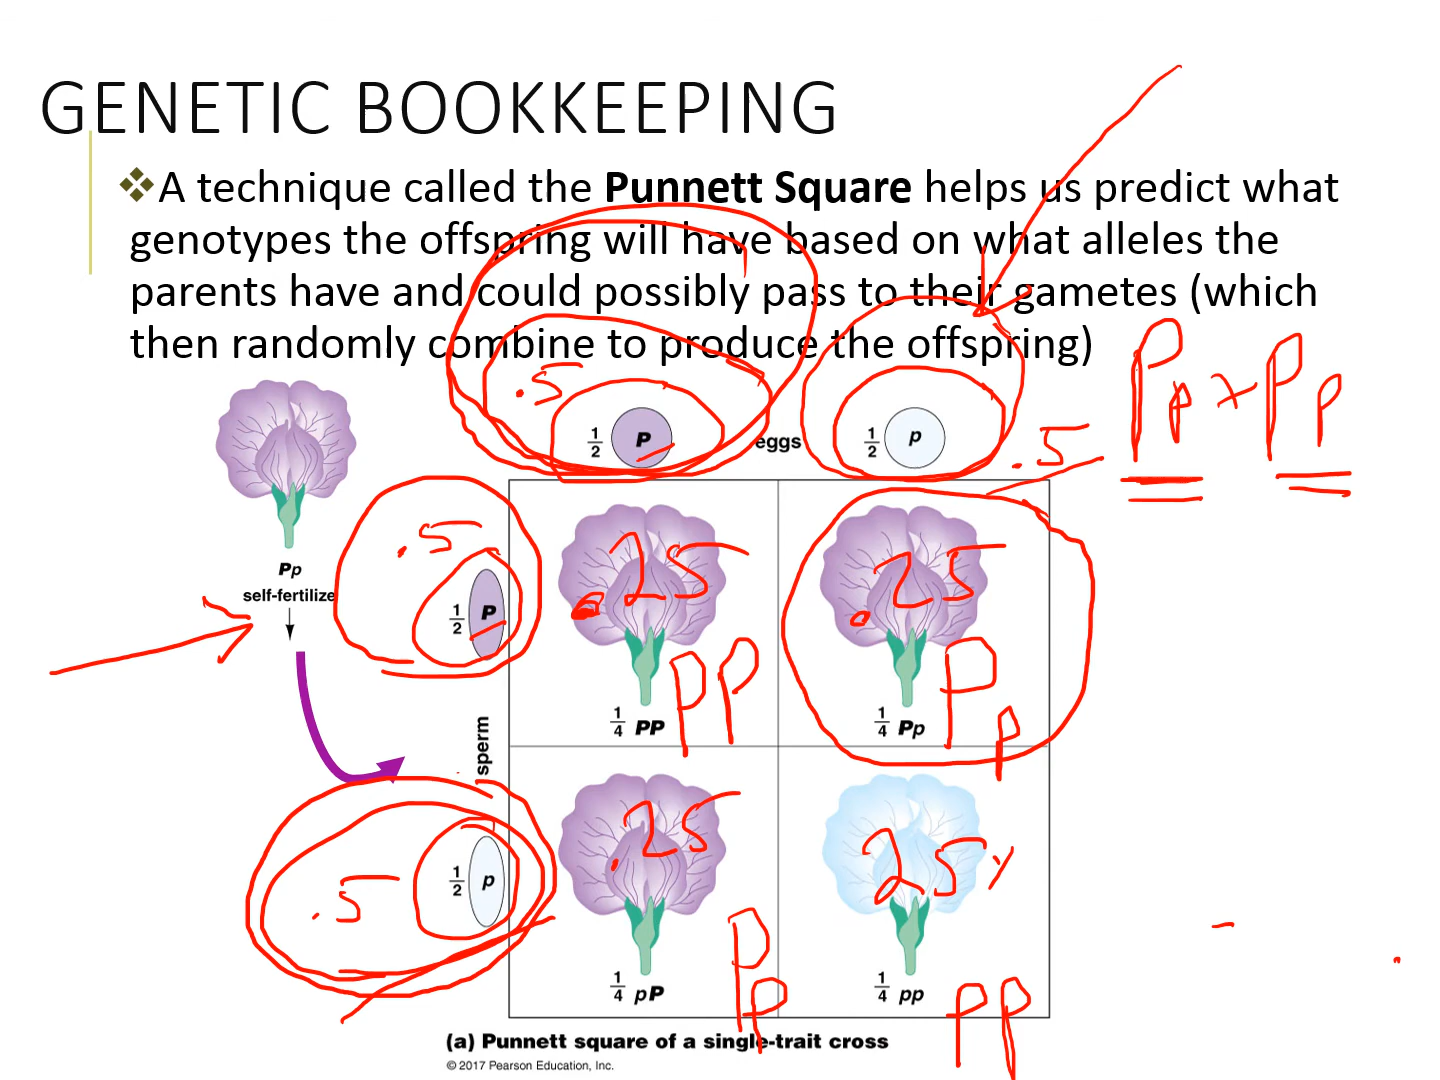 GENETIC BOOKKEEPING
❖A technique called the Punnett Square helps us predict what
genotypes the offspring will have based on what alleles the
parents have and could possibly pass to their gametes (which
then randomly combine to produce the offspring)
Pp x Pp
.5
1/2 P
eggs
1/2 p
.5
Pp
self-fertilize
.5
1/2 P
.25
1/4 PP
PP
.25
1/4 Pp
Pp
sperm
.5
1/2 p
.25
1/4 pP
Pp
25%
1/4 pp
pp
(a) Punnett square of a single-trait cross
© 2017 Pearson Education, Inc.